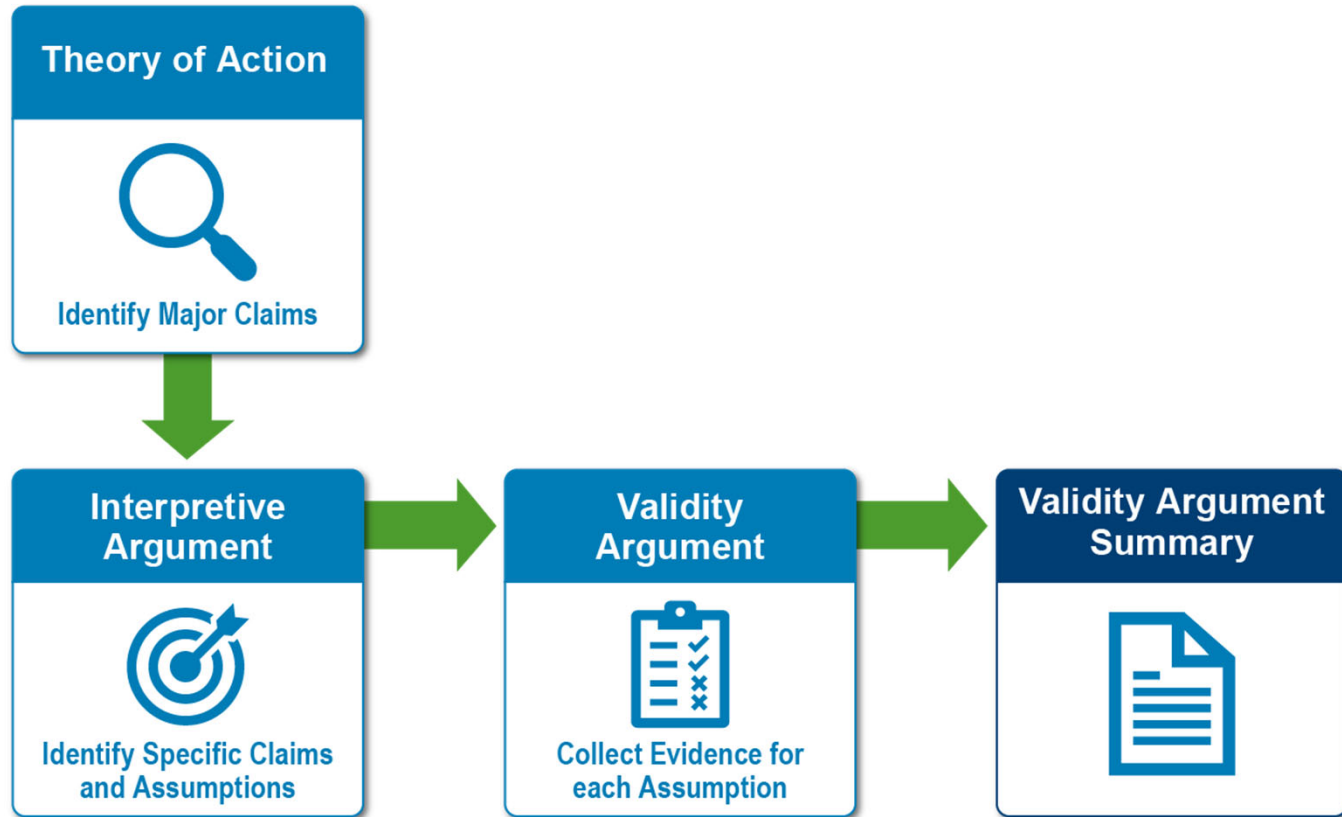 Theory of Action
Identify Major Claims
Interpretive
Argument
Identify Specific Claims
and Assumptions
Validity
Argument
Collect Evidence for
each Assumption
Validity Argument
Summary